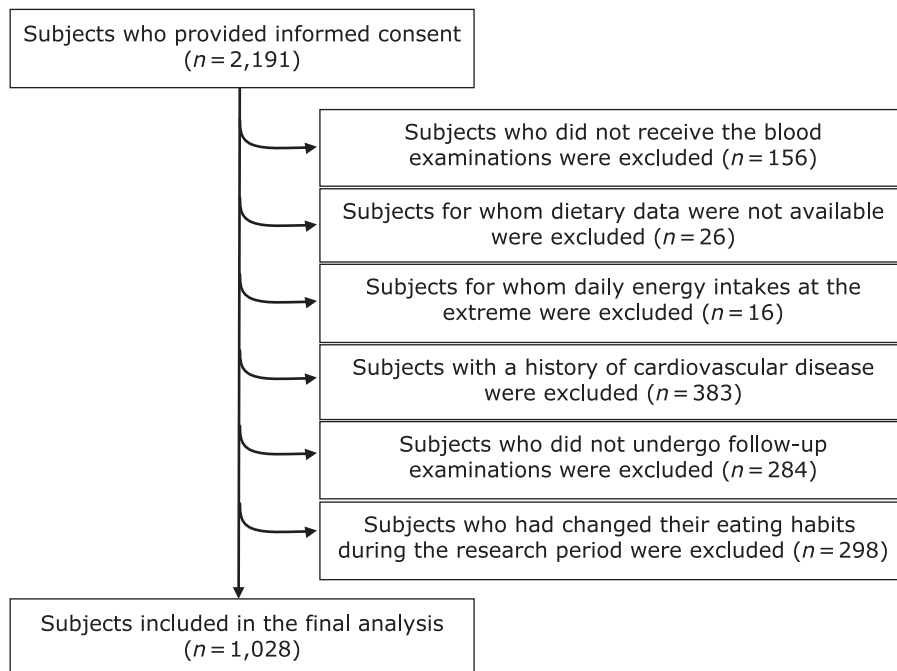 Subjects who provided informed consent
(n = 2,191)
Subjects who did not receive the blood
examinations were excluded (n = 156)
Subjects for whom dietary data were not available
were excluded (n = 26)
Subjects for whom daily energy intakes at the
extreme were excluded (n = 16)
Subjects with a history of cardiovascular disease
were excluded (n = 383)
Subjects who did not undergo follow-up
examinations were excluded (n = 284)
Subjects who had changed their eating habits
during the research period were excluded (n = 298)
Subjects included in the final analysis
(n = 1,028)